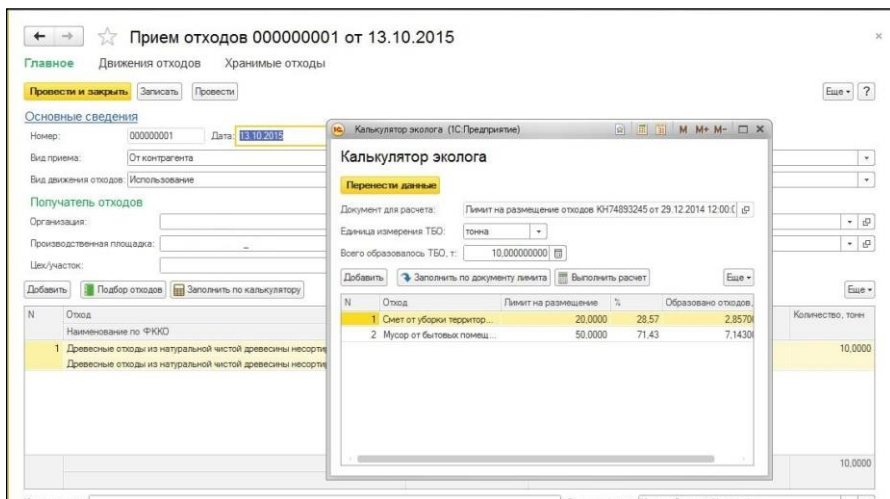 Прием отходов 000000001 от 13.10.2015
Главное Движения отходов Хранимые отходы
Провести и закрыть Записать Провести Еще ?
Основные сведения
Номер: 000000001 Дата: 13.10.2015
Вид приема: От контрагента
Вид движения отходов: Использование
Получатель отходов
Организация:
Производственная площадка:
Цех/участок:
Добавить Подбор отходов Заполнить по калькулятору Еще
N Отход Количество, тонн
Наименование по ФККО
1 Древесные отходы из натуральной чистой древесины несорти 10,0000
Древесные отходы из натуральной чистой древесины несорти
10,0000
Калькулятор эколога (1С:Предприятие) M M+ M-
Калькулятор эколога
Перенести данные
Документ для расчета: Лимит на размещение отходов КН74893245 от 29.12.2014 12:00:0
Единица измерения ТБО: тонна
Всего образовалось ТБО, т: 10,000000000
Добавить Заполнить по документу лимита Выполнить расчет Еще
N Отход Лимит на размещение % Образовано отходов,
1 Смет от уборки территор... 20,0000 28,57 2,8570
2 Мусор от бытовых помещ... 50,0000 71,43 7,1430